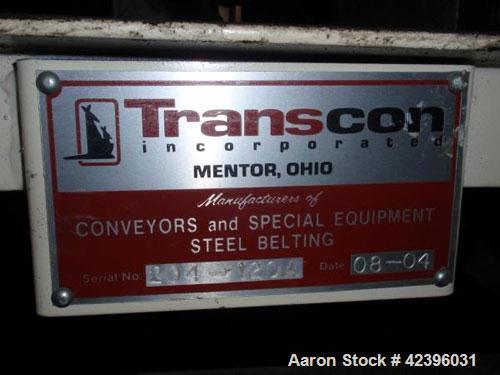 Transcon
incorporated
MENTOR, OHIO
Manufacturers of
CONVEYORS and SPECIAL EQUIPMENT
STEEL BELTING
Serial No. Date 08-04
Aaron Stock # 42396031